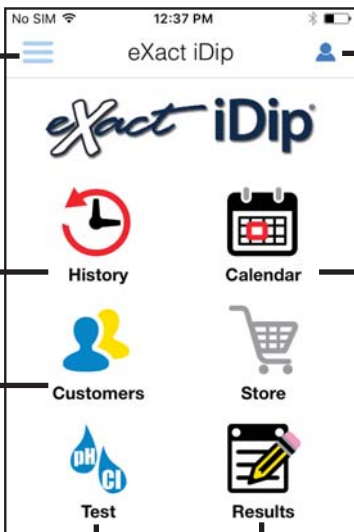 No SIM 12:37 PM
eXact iDip
eXact iDip®
History Calendar
Customers Store
pH Cl
Test Results